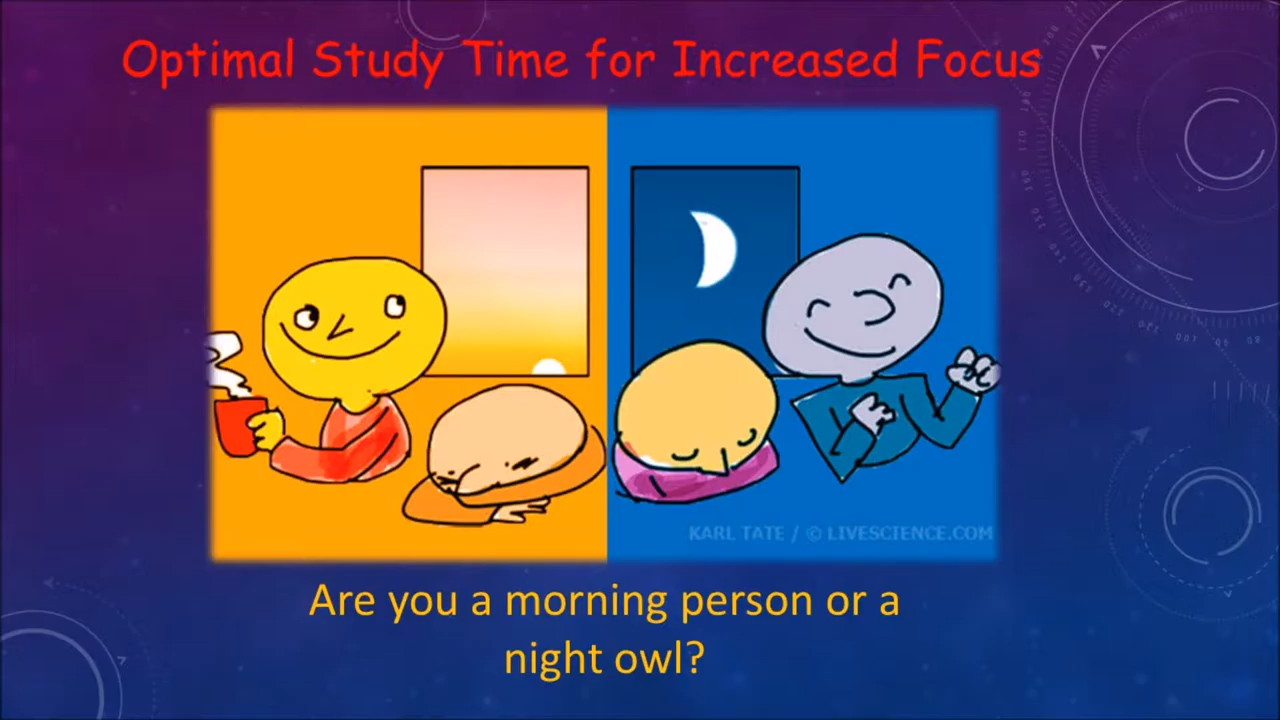 Optimal Study Time for Increased Focus
KARL TATE / © LIVESCIENCE.COM
Are you a morning person or a
night owl?